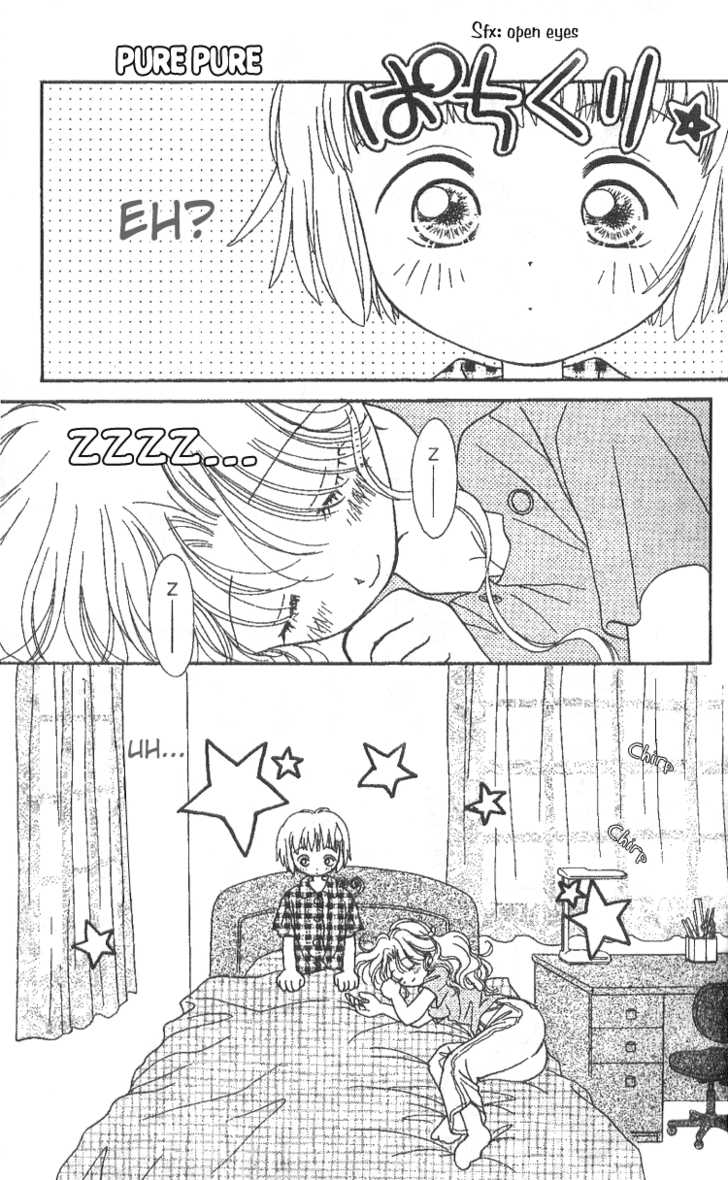 Sfx: open eyes
PURE PURE
ぱちくり
EH?
ZZZZ...
Z
Z
UH...
Chirp
Chirp